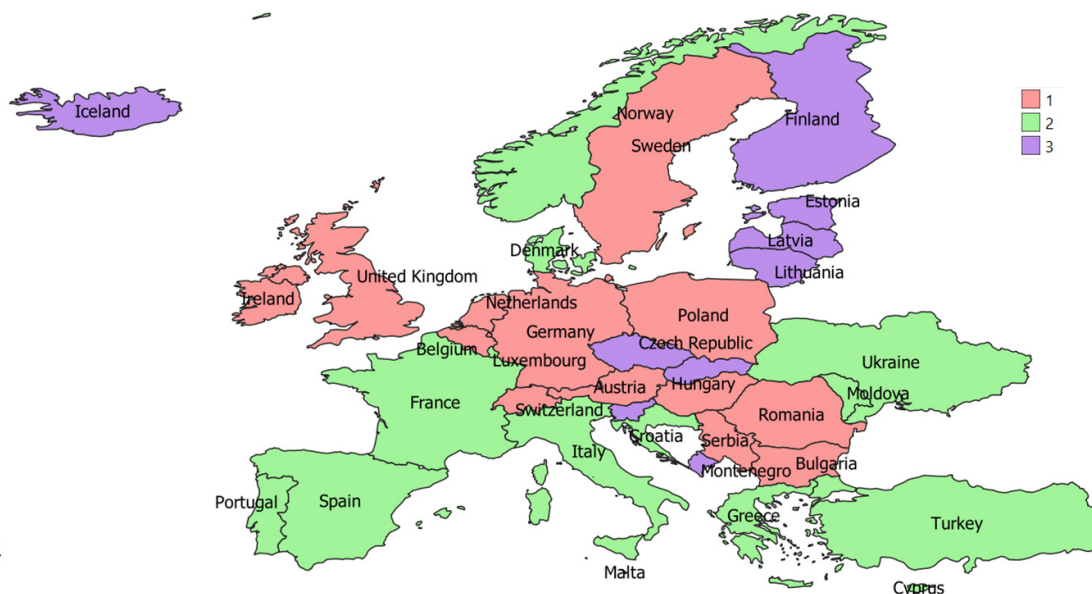 Iceland
1
2
3
Norway
Finland
Sweden
Estonia
Latvia
Lithuania
Denmark
United Kingdom
Ireland
Netherlands
Germany
Poland
Belgium
Luxembourg
Czech Republic
Ukraine
Austria
Hungary
Moldova
France
Switzerland
Romania
Croatia
Serbia
Italy
Montenegro
Bulgaria
Portugal
Spain
Greece
Turkey
Malta
Cyprus